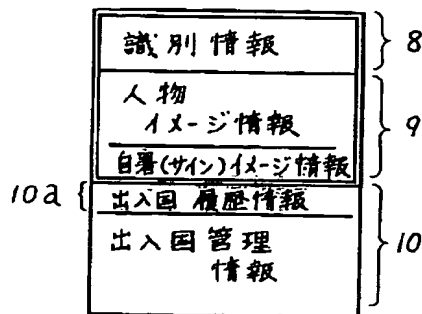 識別情報
8
人物
イメージ情報
9
自署(サイン)イメージ情報
10a
出入国履歴情報
出入国管理
情報
10